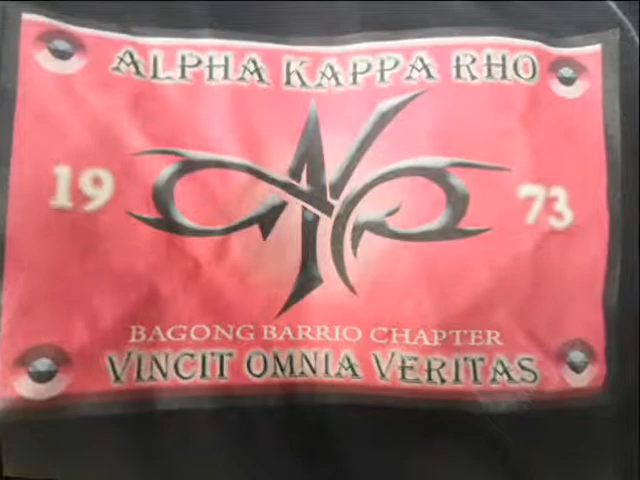 ALPHA KAPPA RHO
19 73
BAGONG BARRIO CHAPTER
VINCIT OMNIA VERITAS